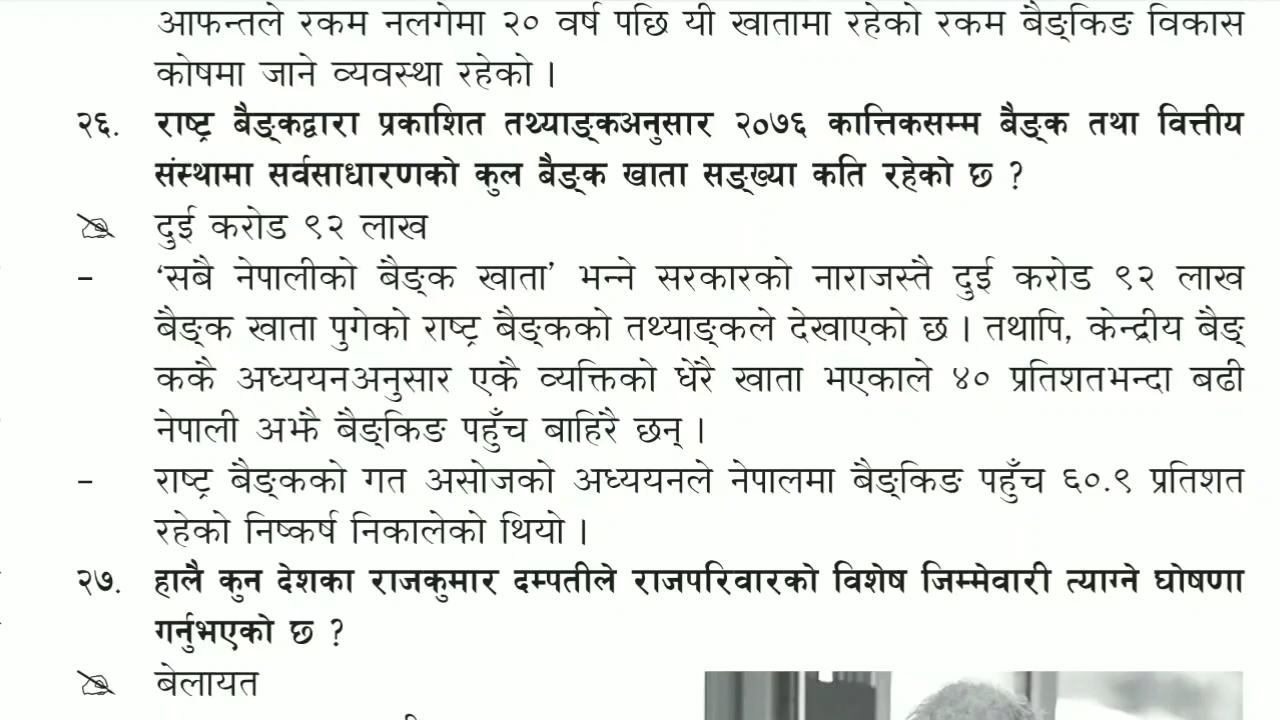 आफन्तले रकम नलगेमा २० वर्ष पछि यी खातामा रहेको रकम बैङ्किङ विकास
कोषमा जाने व्यवस्था रहेको ।
२६. राष्ट्र बैङ्कद्वारा प्रकाशित तथ्याङ्कअनुसार २०७६ कात्तिकसम्म बैङ्क तथा वित्तीय
संस्थामा सर्वसाधारणको कुल बैङ्क खाता सङ्ख्या कति रहेको छ ?
दुई करोड ९२ लाख
– ‘सबै नेपालीको बैङ्क खाता’ भन्ने सरकारको नाराजस्तै दुई करोड ९२ लाख
बैङ्क खाता पुगेको राष्ट्र बैङ्कको तथ्याङ्कले देखाएको छ । तथापि, केन्द्रीय बैङ्
ककै अध्ययनअनुसार एकै व्यक्तिको धेरै खाता भएकाले ४० प्रतिशतभन्दा बढी
नेपाली अझै बैङ्किङ पहुँच बाहिरै छन् ।
– राष्ट्र बैङ्कको गत असोजको अध्ययनले नेपालमा बैङ्किङ पहुँच ६०.९ प्रतिशत
रहेको निष्कर्ष निकालेको थियो ।
२७. हालै कुन देशका राजकुमार दम्पतीले राजपरिवारको विशेष जिम्मेवारी त्याग्ने घोषणा
गर्नुभएको छ ?
बेलायत